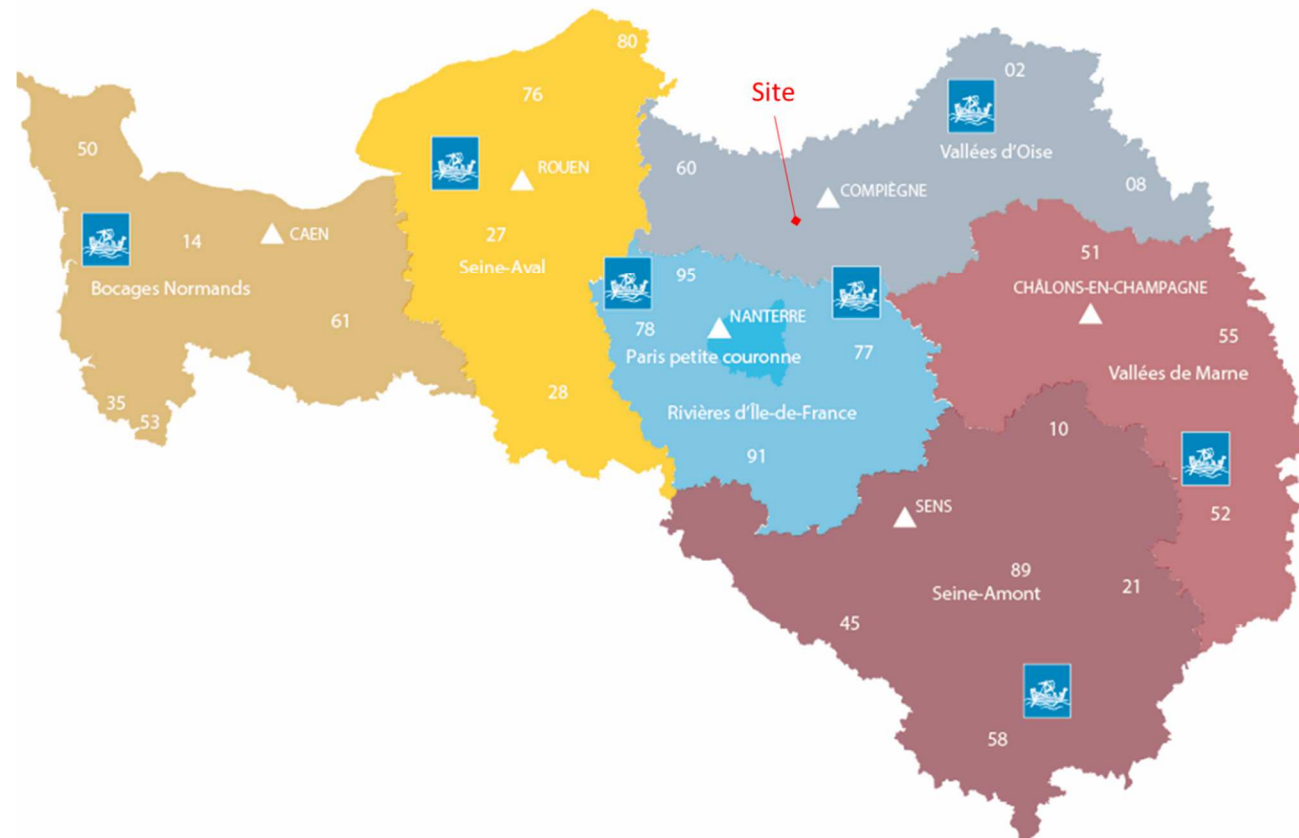 80
02
76
Site
50
Vallées d'Oise
60
ROUEN
08
COMPIÈGNE
14
CAEN
27
51
Seine-Aval
95
Bocages Normands
CHÂLONS-EN-CHAMPAGNE
61
NANTERRE
78
55
Paris petite couronne
77
Vallées de Marne
35
28
Rivières d'Île-de-France
53
10
91
SENS
52
89
21
Seine-Amont
45
58